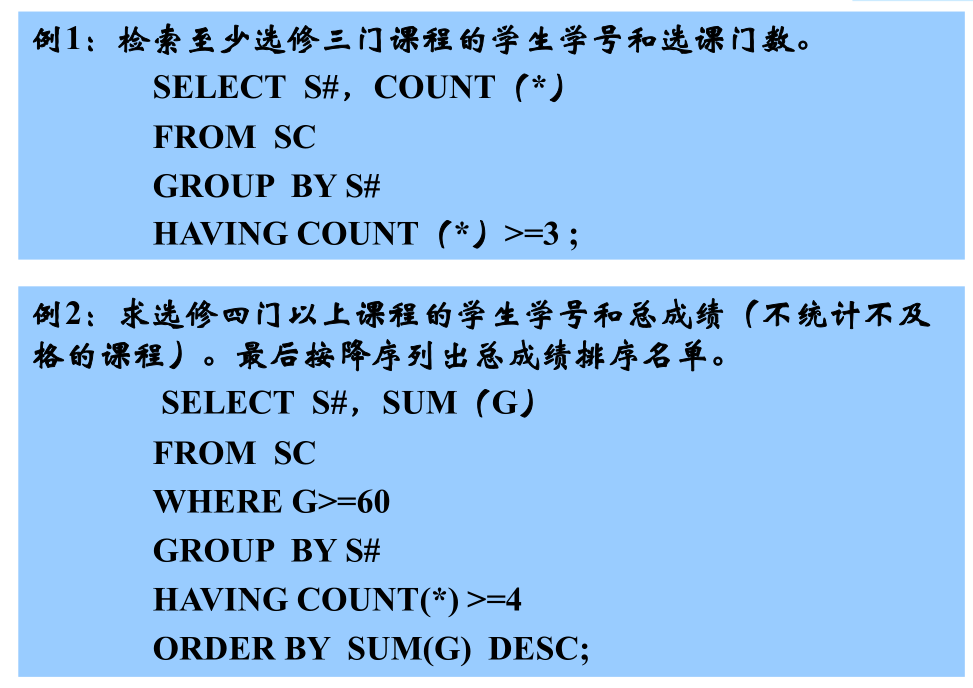 例1：检索至少选修三门课程的学生学号和选课门数。
SELECT S#，COUNT（*）
FROM SC
GROUP BY S#
HAVING COUNT（*）>=3 ;
例2：求选修四门以上课程的学生学号和总成绩（不统计不及
格的课程）。最后按降序列出总成绩排序名单。
SELECT S#，SUM（G）
FROM SC
WHERE G>=60
GROUP BY S#
HAVING COUNT(*) >=4
ORDER BY SUM(G) DESC;